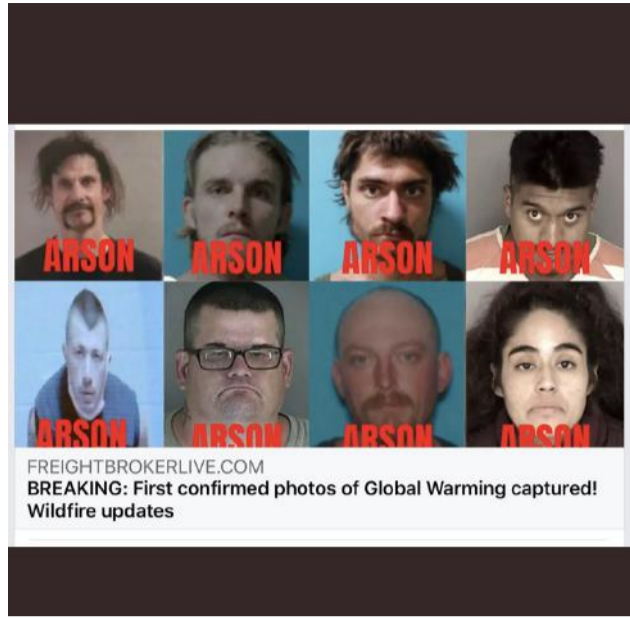 ARSON ARSON ARSON ARSON
ARSON ARSON ARSON ARSON
FREIGHTBROKERLIVE.COM
BREAKING: First confirmed photos of Global Warming captured!
Wildfire updates